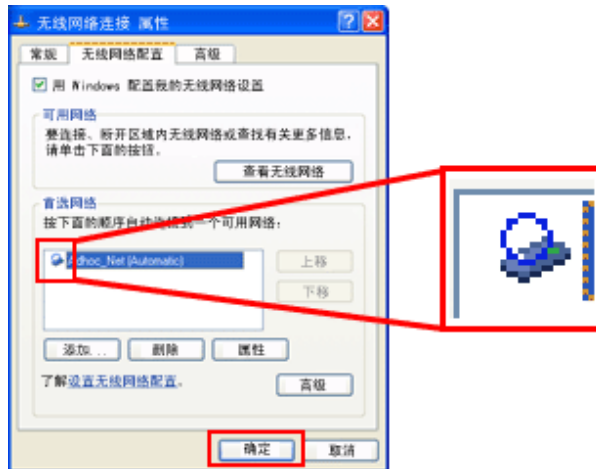 无线网络连接 属性
常规 无线网络配置 高级
用 Windows 配置我的无线网络设置
可用网络
要连接、断开区域内无线网络或查找有关更多信息，
请单击下面的按钮。
查看无线网络
首选网络
按下面的顺序自动连接到一个可用网络:
Adhoc_Net (Automatic)
上移
下移
添加... 删除 属性
了解设置无线网络配置。
高级
确定 取消